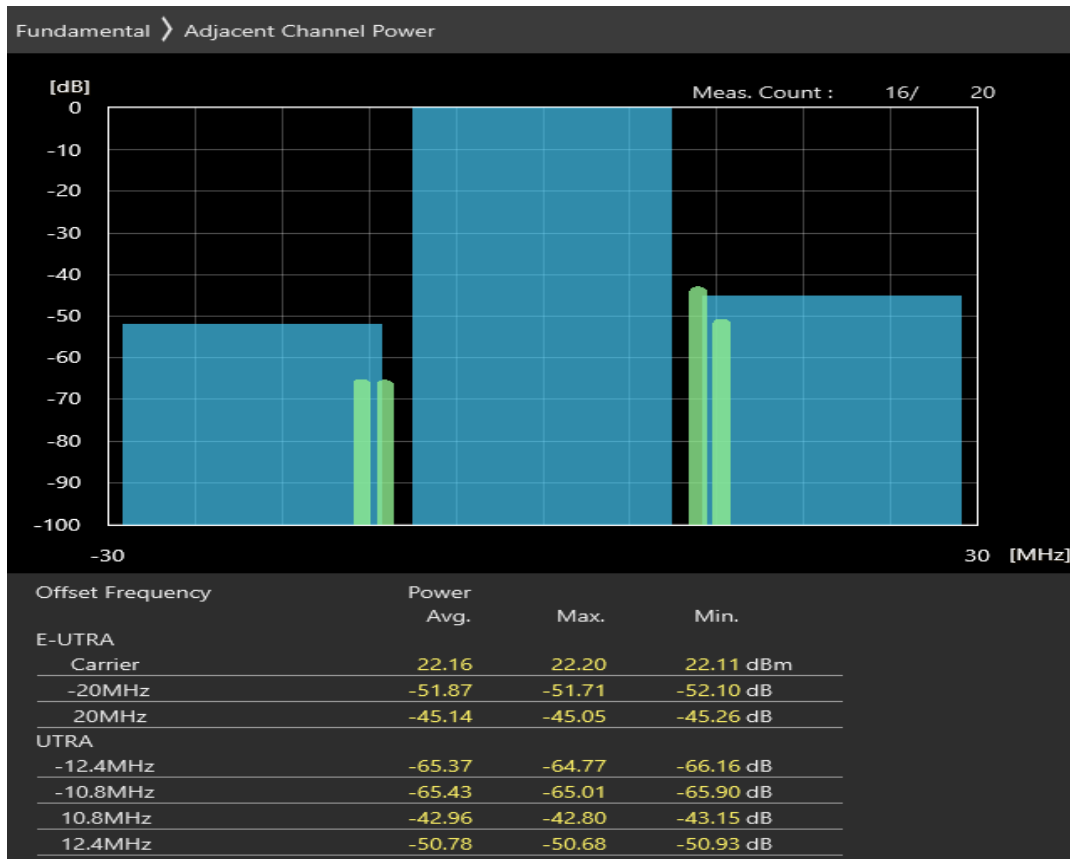 Fundamental 〉 Adjacent Channel Power
[dB]
Meas. Count : 16/ 20
0
-10
-20
-30
-40
-50
-60
-70
-80
-90
-100
-30 30 [MHz]
Offset Frequency Power
Avg. Max. Min.
E-UTRA
Carrier 22.16 22.20 22.11 dBm
-20MHz -51.87 -51.71 -52.10 dB
20MHz -45.14 -45.05 -45.26 dB
UTRA
-12.4MHz -65.37 -64.77 -66.16 dB
-10.8MHz -65.43 -65.01 -65.90 dB
10.8MHz -42.96 -42.80 -43.15 dB
12.4MHz -50.78 -50.68 -50.93 dB